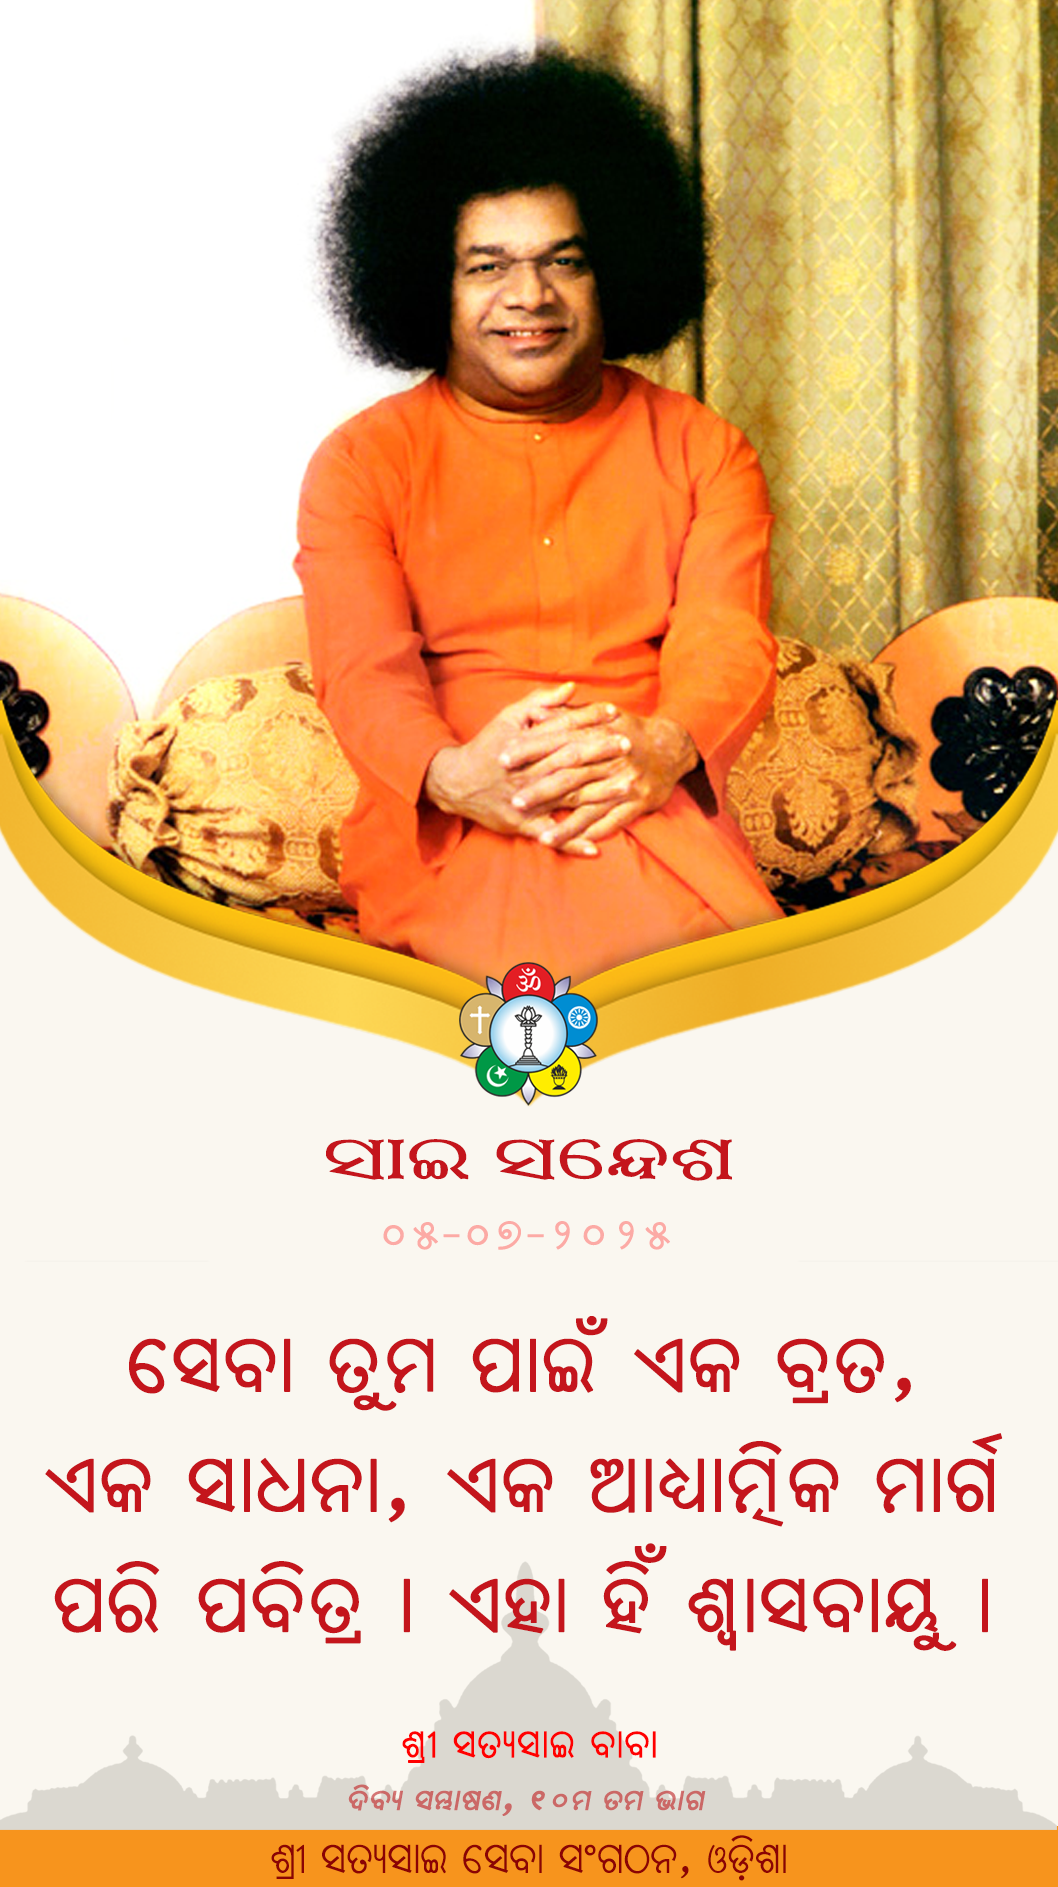 ॐ
ସାଇ ସନ୍ଦେଶ
୦୫-୦୭-୨୦୨୫
ସେବା ତୁମ ପାଇଁ ଏକ ବ୍ରତ,
ଏକ ସାଧନା, ଏକ ଆଧ୍ୟାତ୍ମିକ ମାର୍ଗ
ପରି ପବିତ୍ର । ଏହା ହିଁ ଶ୍ୱାସବାୟୁ ।
ଶ୍ରୀ ସତ୍ୟସାଇ ବାବା
ଦିବ୍ୟ ସମ୍ଭାଷଣ, ୧୦ମ ତମ ଭାଗ
ଶ୍ରୀ ସତ୍ୟସାଇ ସେବା ସଂଗଠନ, ଓଡ଼ିଶା